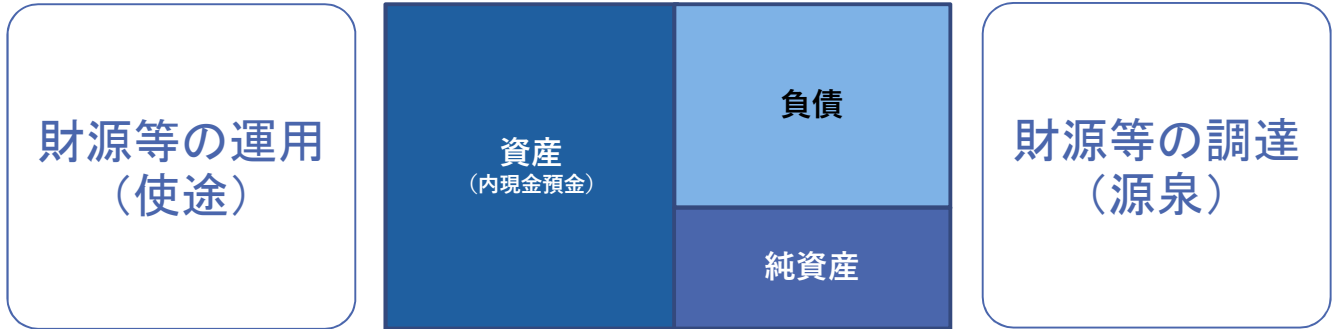 財源等の運用
（使途）
資産
（内現金預金）
負債
純資産
財源等の調達
（源泉）